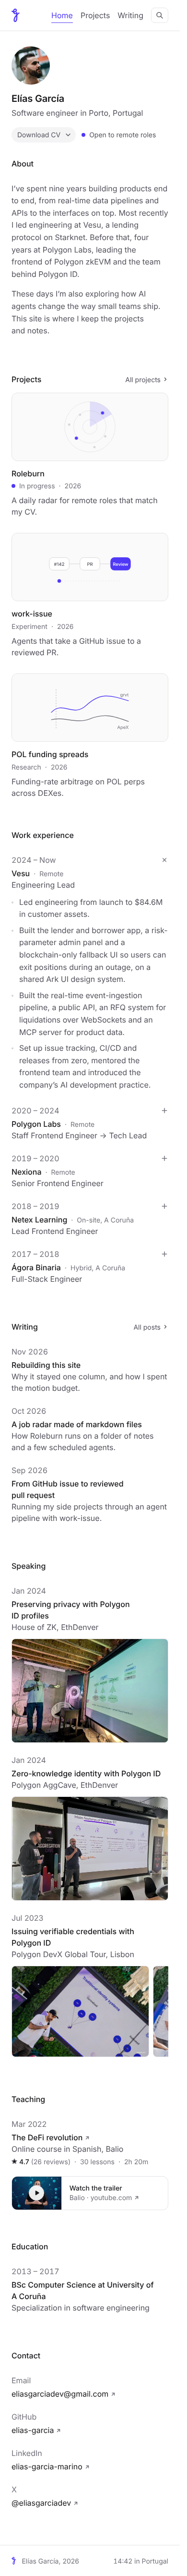 Home Projects Writing
Elías García
Software engineer in Porto, Portugal
Download CV Open to remote roles
About
I've spent nine years building products end
to end, from real-time data pipelines and
APIs to the interfaces on top. Most recently
I led engineering at Vesu, a lending
protocol on Starknet. Before that, four
years at Polygon Labs, leading the
frontend of Polygon zkEVM and the team
behind Polygon ID.
These days I'm also exploring how AI
agents change the way small teams ship.
This site is where I keep the projects
and notes.
Projects All projects
Roleburn
In progress · 2026
A daily radar for remote roles that match
my CV.
#142 PR Review
work-issue
Experiment · 2026
Agents that take a GitHub issue to a
reviewed PR.
grvt
ApeX
POL funding spreads
Research · 2026
Funding-rate arbitrage on POL perps
across DEXes.
Work experience
2024 – Now
Vesu · Remote
Engineering Lead
Led engineering from launch to $84.6M
in customer assets.
Built the lender and borrower app, a risk-
parameter admin panel and a
blockchain-only fallback UI so users can
exit positions during an outage, on a
shared Ark UI design system.
Built the real-time event-ingestion
pipeline, a public API, an RFQ system for
liquidations over WebSockets and an
MCP server for product data.
Set up issue tracking, CI/CD and
releases from zero, mentored the
frontend team and introduced the
company's AI development practice.
2020 – 2024
Polygon Labs · Remote
Staff Frontend Engineer → Tech Lead
2019 – 2020
Nexiona · Remote
Senior Frontend Engineer
2018 – 2019
Netex Learning · On-site, A Coruña
Lead Frontend Engineer
2017 – 2018
Ágora Binaria · Hybrid, A Coruña
Full-Stack Engineer
Writing All posts
Nov 2026
Rebuilding this site
Why it stayed one column, and how I spent
the motion budget.
Oct 2026
A job radar made of markdown files
How Roleburn runs on a folder of notes
and a few scheduled agents.
Sep 2026
From GitHub issue to reviewed
pull request
Running my side projects through an agent
pipeline with work-issue.
Speaking
Jan 2024
Preserving privacy with Polygon
ID profiles
House of ZK, EthDenver
Jan 2024
Zero-knowledge identity with Polygon ID
Polygon AggCave, EthDenver
Jul 2023
Issuing verifiable credentials with
Polygon ID
Polygon DevX Global Tour, Lisbon
Teaching
Mar 2022
The DeFi revolution ↗
Online course in Spanish, Balio
★ 4.7 (26 reviews) · 30 lessons · 2h 20m
Watch the trailer
Balio · youtube.com ↗
Education
2013 – 2017
BSc Computer Science at University of
A Coruña
Specialization in software engineering
Contact
Email
eliasgarciadev@gmail.com ↗
GitHub
elias-garcia ↗
LinkedIn
elias-garcia-marino ↗
X
@eliasgarciadev ↗
Elías García, 2026 14:42 in Portugal